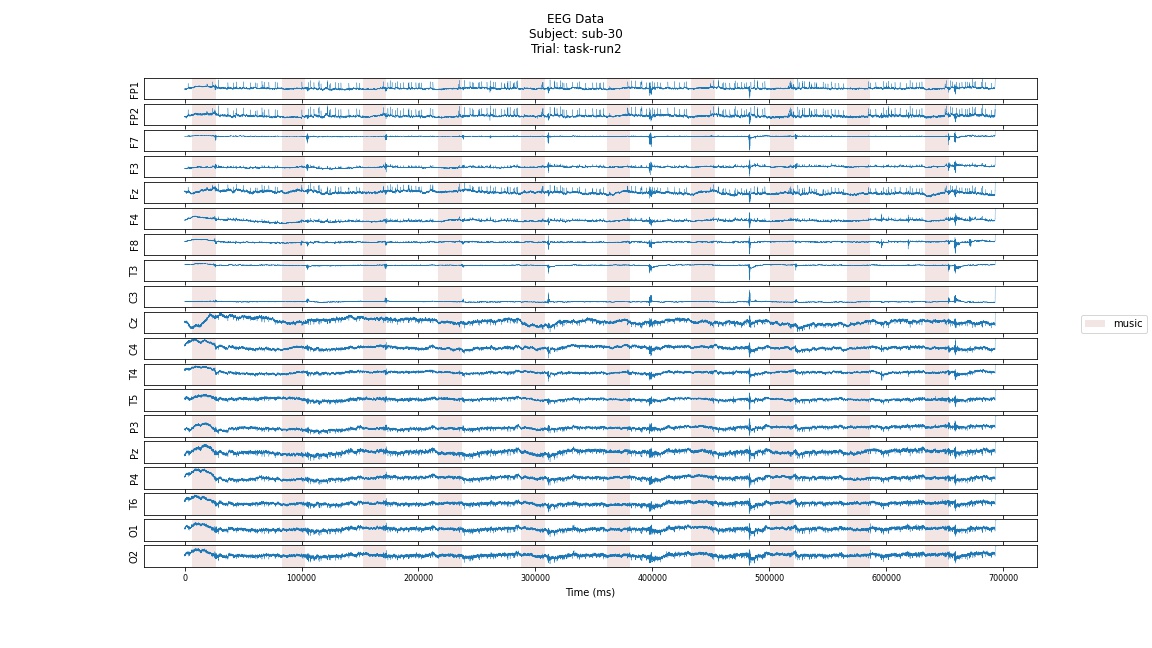 EEG Data
Subject: sub-30
Trial: task-run2
FP1
FP2
F7
F3
Fz
F4
F8
T3
C3
Cz
C4
T4
T5
P3
Pz
P4
T6
O1
O2
music
0 100000 200000 300000 400000 500000 600000 700000
Time (ms)